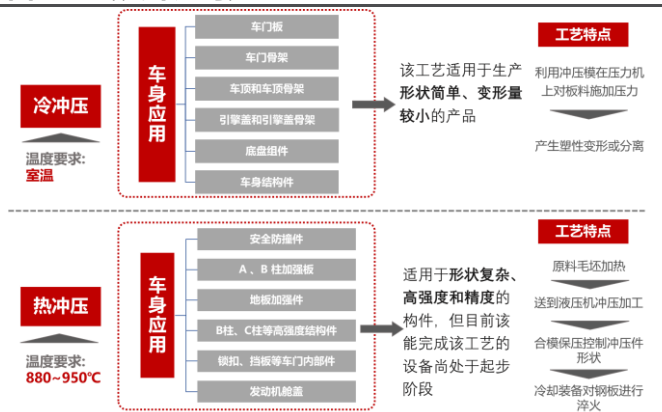 冷冲压
温度要求:
室温
车身应用
车门板
车门骨架
车顶和车顶骨架
引擎盖和引擎盖骨架
底盘组件
车身结构件
该工艺适用于生产
形状简单、变形量
较小的产品
工艺特点
利用冲压模在压力机
上对板料施加压力
产生塑性变形或分离
热冲压
温度要求:
880~950℃
车身应用
安全防撞件
A 、B 柱加强板
地板加强件
B柱、C柱等高强度结构件
锁扣、挡板等车门内部件
发动机舱盖
适用于形状复杂、
高强度和精度的
构件，但目前该
能完成该工艺的
设备尚处于起步
阶段
工艺特点
原料毛坯加热
送到液压机冲压加工
合模保压控制冲压件
形状
冷却装备对钢板进行
淬火